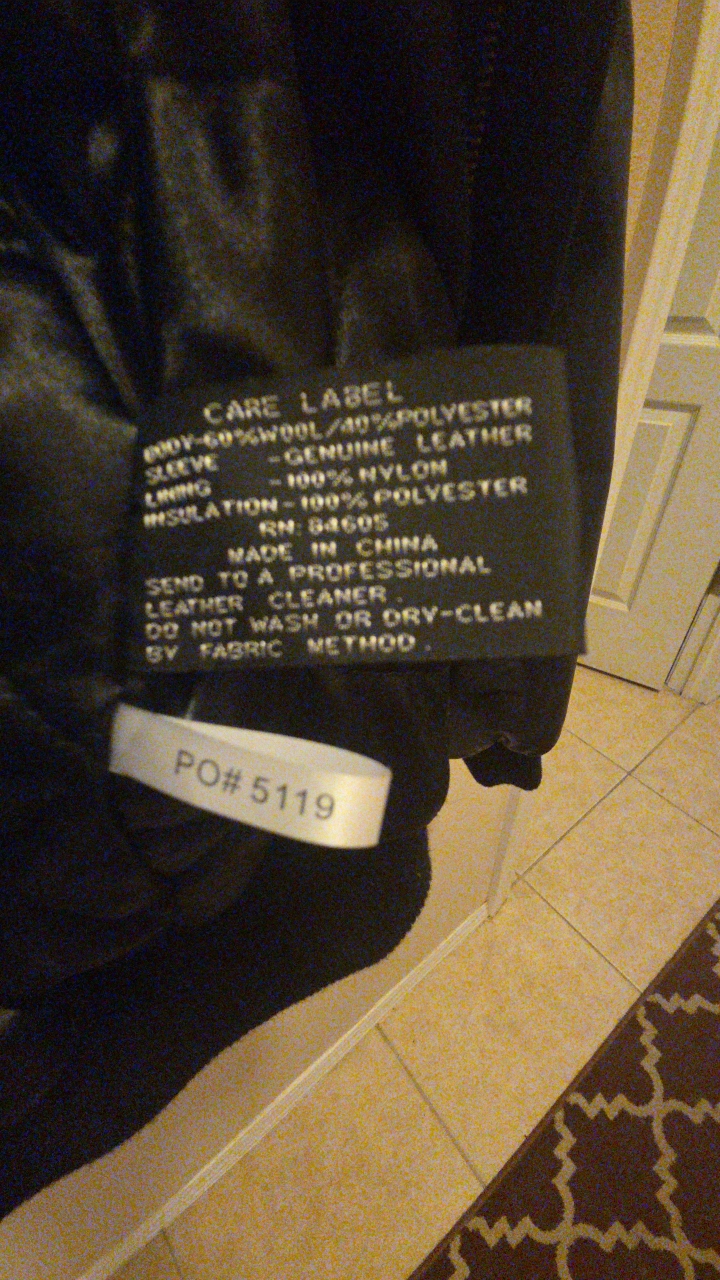 CARE LABEL
BODY-60%WOOL/40%POLYESTER
SLEEVE -GENUINE LEATHER
LINING -100% NYLON
INSULATION-100% POLYESTER
RN: 84605
MADE IN CHINA
SEND TO A PROFESSIONAL
LEATHER CLEANER.
DO NOT WASH OR DRY-CLEAN
BY FABRIC METHOD.
PO# 5119